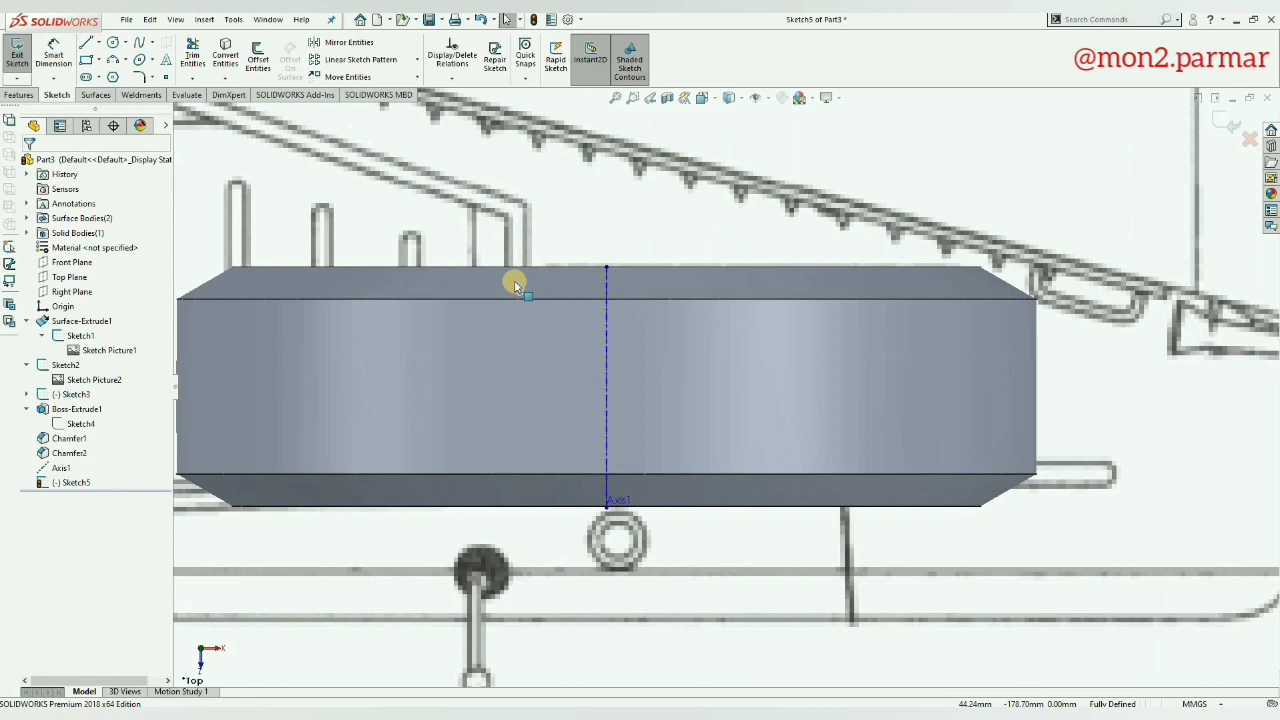 SOLIDWORKS File Edit View Insert Tools Window Help Sketch5 of Part3 * Search Commands
@mon2.parmar
Exit Sketch Smart Dimension Trim Entities Convert Entities Offset Entities Offset On Surface Mirror Entities Linear Sketch Pattern Move Entities Display/Delete Relations Repair Sketch Quick Snaps Rapid Sketch Instant2D Shaded Sketch Contours
Features Sketch Surfaces Weldments Evaluate DimXpert SOLIDWORKS Add-Ins SOLIDWORKS MBD
Part3 (Default<<Default>_Display Stat
History
Sensors
Annotations
Surface Bodies(2)
Solid Bodies(1)
Material <not specified>
Front Plane
Top Plane
Right Plane
Origin
Surface-Extrude1
Sketch1
Sketch Picture1
Sketch2
Sketch Picture2
(-) Sketch3
Boss-Extrude1
Sketch4
Chamfer1
Chamfer2
Axis1
(-) Sketch5
Axis1
X
*Top
Model 3D Views Motion Study 1
SOLIDWORKS Premium 2018 x64 Edition 44.24mm -178.70mm 0.00mm Fully Defined MMGS